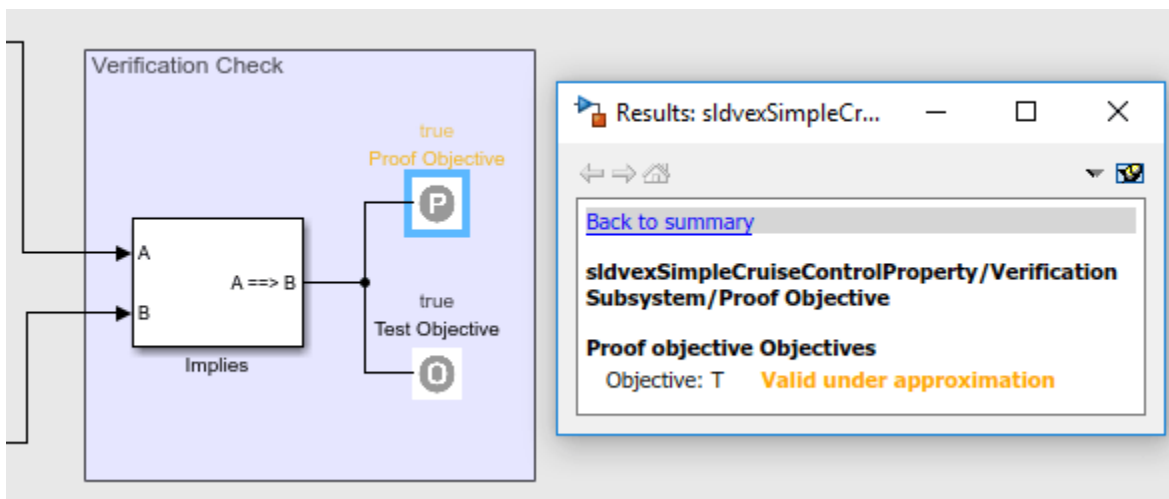 Verification Check
true
Proof Objective
P
A
A ==> B
B
Implies
true
Test Objective
O
Results: sldvexSimpleCr...
Back to summary
sldvexSimpleCruiseControlProperty/Verification
Subsystem/Proof Objective
Proof objective Objectives
Objective: T Valid under approximation